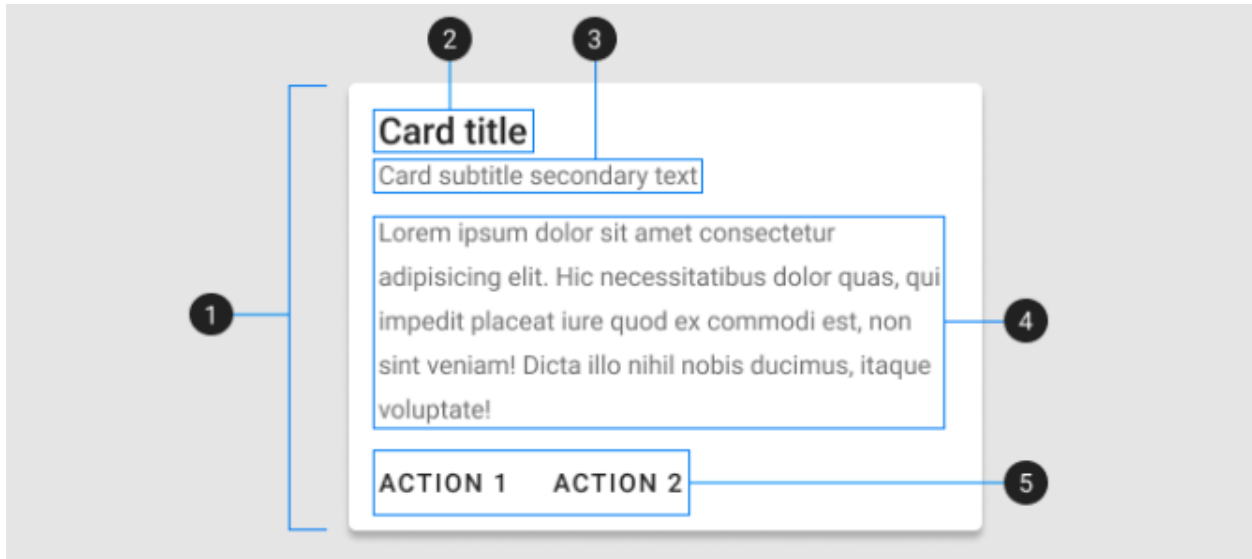 2 3
Card title
Card subtitle secondary text
Lorem ipsum dolor sit amet consectetur
adipisicing elit. Hic necessitatibus dolor quas, qui
1
impedit placeat iure quod ex commodi est, non
4
sint veniam! Dicta illo nihil nobis ducimus, itaque
voluptate!
ACTION 1 ACTION 2
5